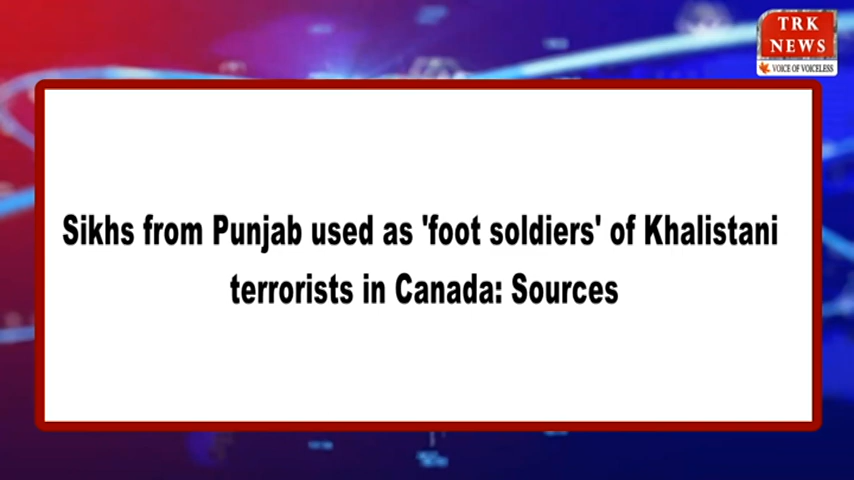 TRK
NEWS
VOICE OF VOICELESS
Sikhs from Punjab used as 'foot soldiers' of Khalistani
terrorists in Canada: Sources